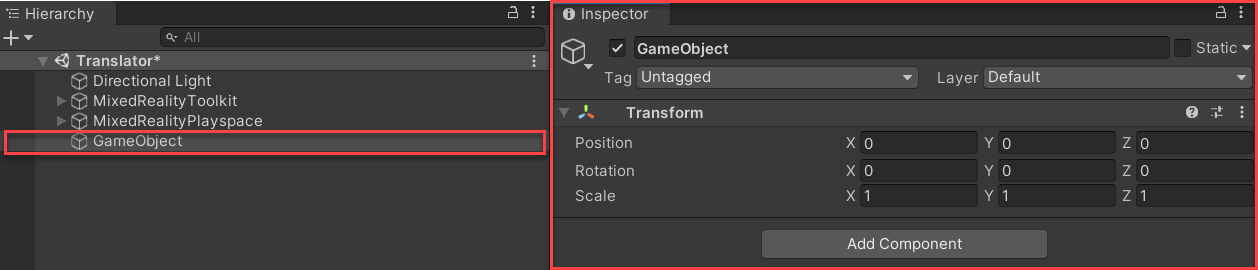 Hierarchy
All
Translator*
Directional Light
MixedRealityToolkit
MixedRealityPlayspace
GameObject
Inspector
GameObject
Static
Tag Untagged Layer Default
Transform
Position X 0 Y 0 Z 0
Rotation X 0 Y 0 Z 0
Scale X 1 Y 1 Z 1
Add Component